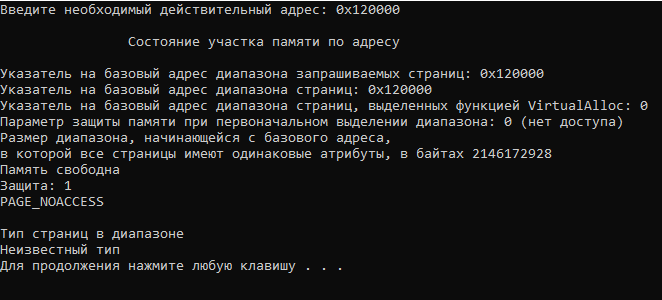 Введите необходимый действительный адрес: 0x120000
Состояние участка памяти по адресу
Указатель на базовый адрес диапазона запрашиваемых страниц: 0x120000
Указатель на базовый адрес диапазона страниц: 0x120000
Указатель на базовый адрес диапазона страниц, выделенных функцией VirtualAlloc: 0
Параметр защиты памяти при первоначальном выделении диапазона: 0 (нет доступа)
Размер диапазона, начинающейся с базового адреса,
в которой все страницы имеют одинаковые атрибуты, в байтах 2146172928
Память свободна
Защита: 1
PAGE_NOACCESS
Тип страниц в диапазоне
Неизвестный тип
Для продолжения нажмите любую клавишу . . .